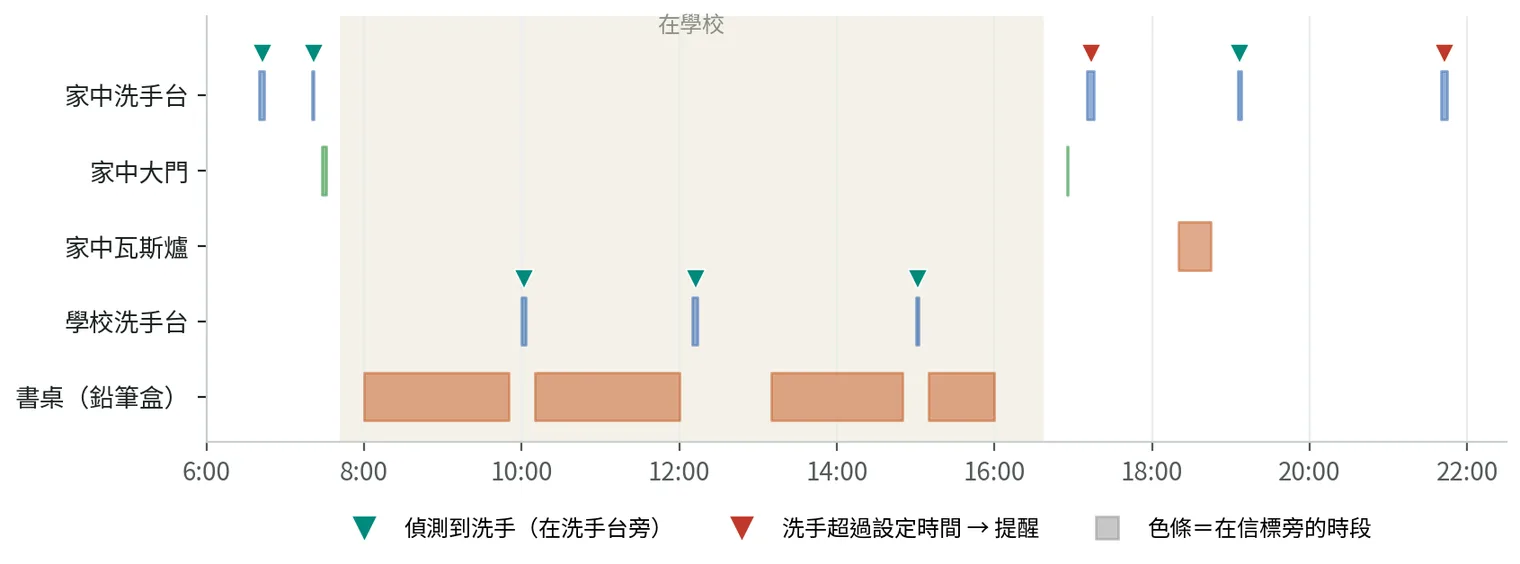 在學校
家中洗手台
家中大門
家中瓦斯爐
學校洗手台
書桌（鉛筆盒）
6:00 8:00 10:00 12:00 14:00 16:00 18:00 20:00 22:00
偵測到洗手（在洗手台旁） 洗手超過設定時間 → 提醒 色條＝在信標旁的時段